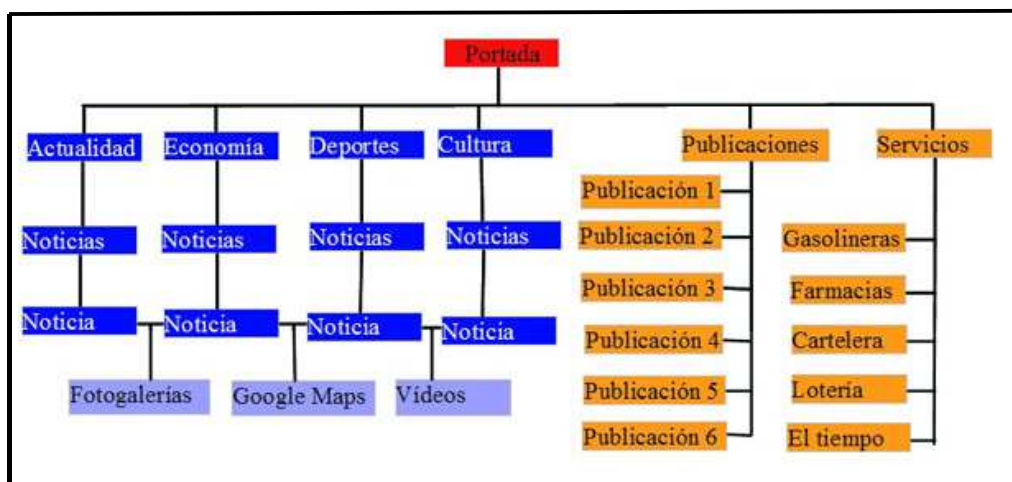 Portada
Actualidad
Economía
Deportes
Cultura
Publicaciones
Servicios
Noticias
Noticias
Noticias
Noticias
Noticia
Noticia
Noticia
Noticia
Fotogalerías
Google Maps
Vídeos
Publicación 1
Publicación 2
Publicación 3
Publicación 4
Publicación 5
Publicación 6
Gasolineras
Farmacias
Cartelera
Lotería
El tiempo